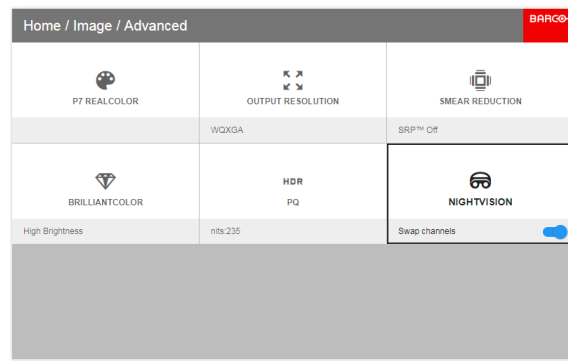 Home / Image / Advanced
BARCO
P7 REALCOLOR
OUTPUT RESOLUTION
SMEAR REDUCTION
WQXGA
SRP™ Off
BRILLIANTCOLOR
HDR
PQ
NIGHTVISION
High Brightness
nits:235
Swap channels